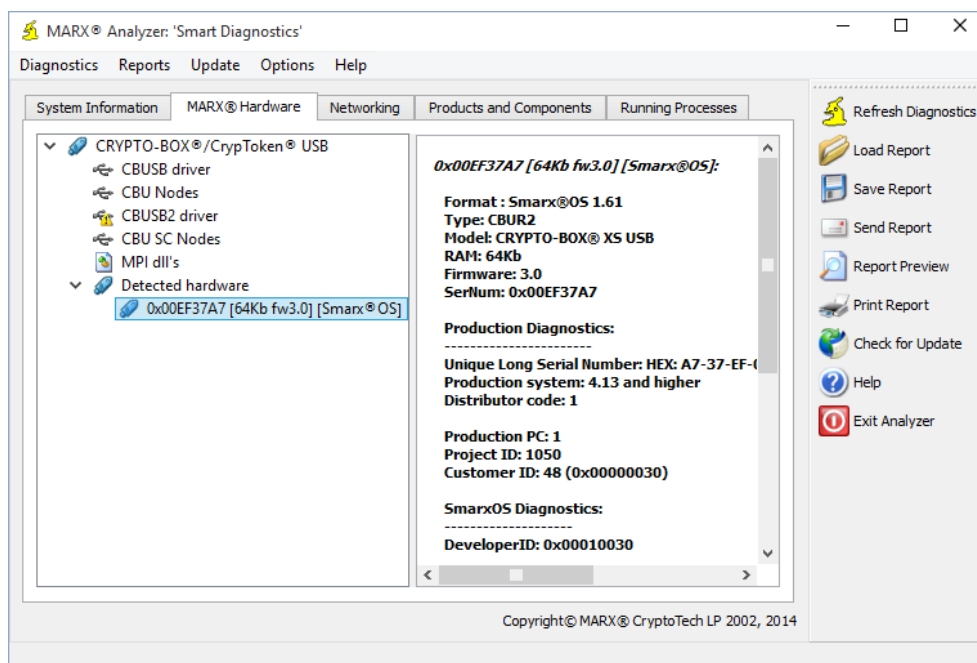 MARX® Analyzer: 'Smart Diagnostics'
Diagnostics Reports Update Options Help
System Information MARX® Hardware Networking Products and Components Running Processes
CRYPTO-BOX®/CrypToken® USB
CBUSB driver
CBU Nodes
CBUSB2 driver
CBU SC Nodes
MPI dll's
Detected hardware
0x00EF37A7 [64Kb fw3.0] [Smarx®OS]
0x00EF37A7 [64Kb fw3.0] [Smarx®OS]:
Format : Smarx®OS 1.61
Type: CBUR2
Model: CRYPTO-BOX® XS USB
RAM: 64Kb
Firmware: 3.0
SerNum: 0x00EF37A7
Production Diagnostics:
-----------------------
Unique Long Serial Number: HEX: A7-37-EF-
Production system: 4.13 and higher
Distributor code: 1
Production PC: 1
Project ID: 1050
Customer ID: 48 (0x00000030)
SmarxOS Diagnostics:
--------------------
DeveloperID: 0x00010030
Refresh Diagnostics
Load Report
Save Report
Send Report
Report Preview
Print Report
Check for Update
Help
Exit Analyzer
Copyright© MARX® CryptoTech LP 2002, 2014